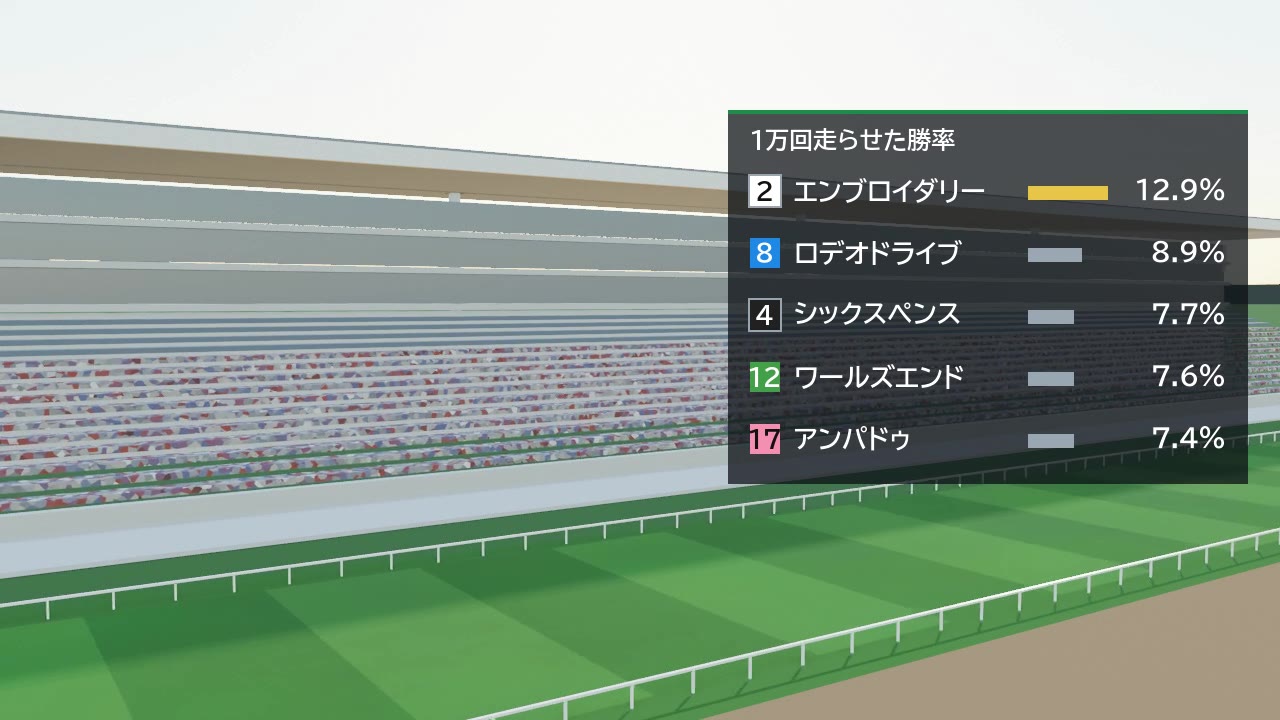 1万回走らせた勝率
2 エンブロイダリー 12.9%
8 ロデオドライブ 8.9%
4 シックスペンス 7.7%
12 ワールズエンド 7.6%
17 アンパドゥ 7.4%